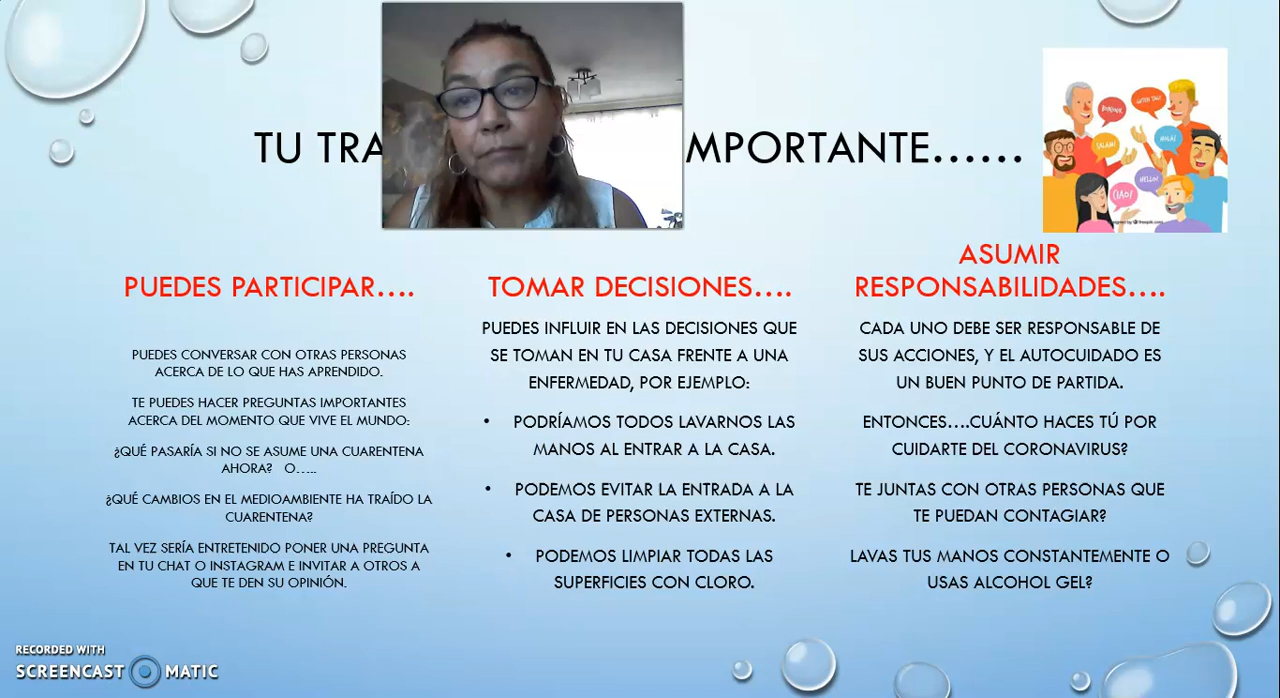 TU TRA MPORTANTE……
BONJOUR
GUTEN TAG!
SALAM!
HOLA!
HELLO!
CIAO!
PUEDES PARTICIPAR….
PUEDES CONVERSAR CON OTRAS PERSONAS
ACERCA DE LO QUE HAS APRENDIDO.
TE PUEDES HACER PREGUNTAS IMPORTANTES
ACERCA DEL MOMENTO QUE VIVE EL MUNDO:
¿QUÉ PASARÍA SI NO SE ASUME UNA CUARENTENA
AHORA? O…..
¿QUÉ CAMBIOS EN EL MEDIOAMBIENTE HA TRAÍDO LA
CUARENTENA?
TAL VEZ SERÍA ENTRETENIDO PONER UNA PREGUNTA
EN TU CHAT O INSTAGRAM E INVITAR A OTROS A
QUE TE DEN SU OPINIÓN.
TOMAR DECISIONES….
PUEDES INFLUIR EN LAS DECISIONES QUE
SE TOMAN EN TU CASA FRENTE A UNA
ENFERMEDAD, POR EJEMPLO:
• PODRÍAMOS TODOS LAVARNOS LAS
MANOS AL ENTRAR A LA CASA.
• PODEMOS EVITAR LA ENTRADA A LA
CASA DE PERSONAS EXTERNAS.
• PODEMOS LIMPIAR TODAS LAS
SUPERFICIES CON CLORO.
ASUMIR
RESPONSABILIDADES….
CADA UNO DEBE SER RESPONSABLE DE
SUS ACCIONES, Y EL AUTOCUIDADO ES
UN BUEN PUNTO DE PARTIDA.
ENTONCES….CUÁNTO HACES TÚ POR
CUIDARTE DEL CORONAVIRUS?
TE JUNTAS CON OTRAS PERSONAS QUE
TE PUEDAN CONTAGIAR?
LAVAS TUS MANOS CONSTANTEMENTE O
USAS ALCOHOL GEL?
RECORDED WITH
SCREENCAST MATIC